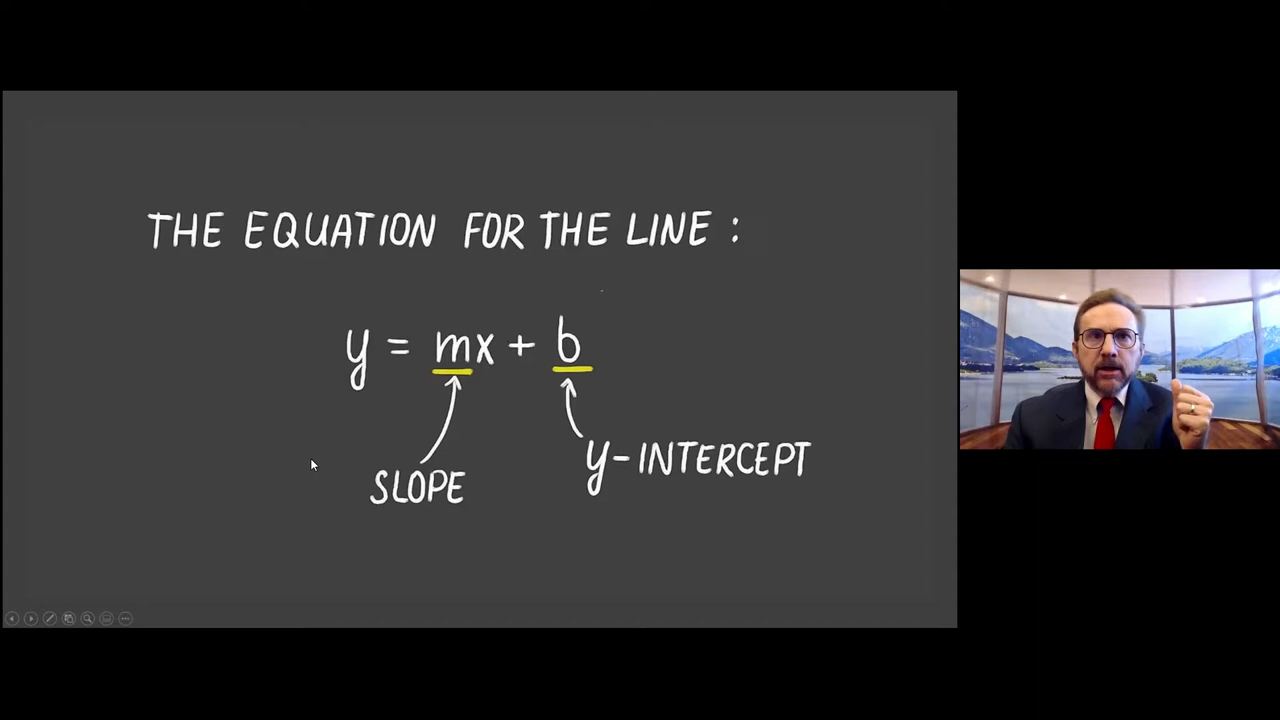 THE EQUATION FOR THE LINE :
y = mx + b
SLOPE
y-INTERCEPT